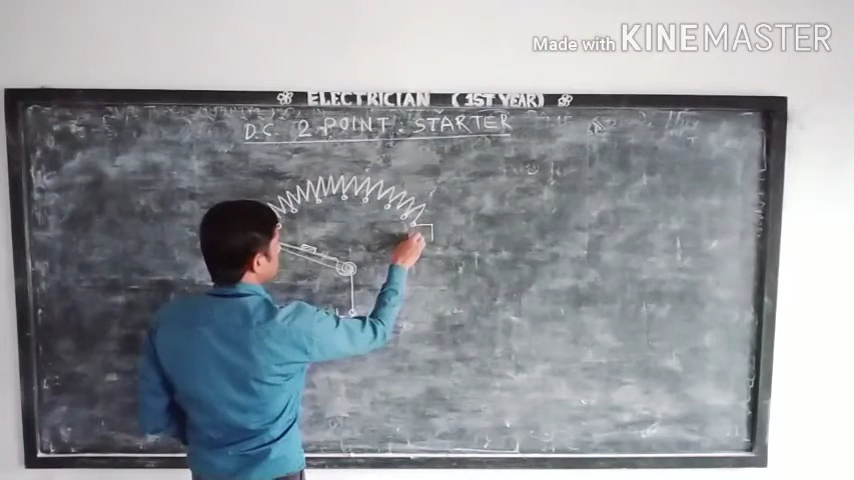 Made with KINEMASTER
ELECTRICIAN (1ST YEAR)
D.C. 2 POINT STARTER